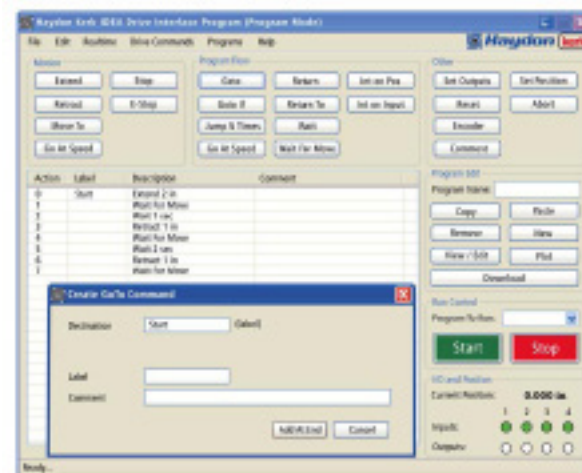 Haydon Kerk IDEA Drive Interface Program (Program Mode)
File Edit Realtime Drive Commands Programs Help
Haydon kerk
Motion
Extend Stop
Retract E-Stop
Move To
Go At Speed
Program Flow
Goto Return Int on Pos
Goto If Return To Int on Input
Jump N Times Wait
Go At Speed Wait For Move
Other
Set Outputs Set Position
Reset Abort
Encoder
Comment
Action Label Description Comment
0 Start Extend 2 in
1 Wait For Move
2 Wait 1 sec
3 Retract 1 in
4 Wait For Move
5 Wait 2 sec
6 Retract 1 in
7 Wait For Move
Program Edit
Program Name:
Copy Paste
Remove New
View / Edit Plot
Download
Create GoTo Command
Destination Start (label)
Label
Comment
Add At End Cancel
Run Control
Program To Run:
Start Stop
I/O and Position
Current Position: 0.000 in
1 2 3 4
Inputs:
Outputs:
Ready...